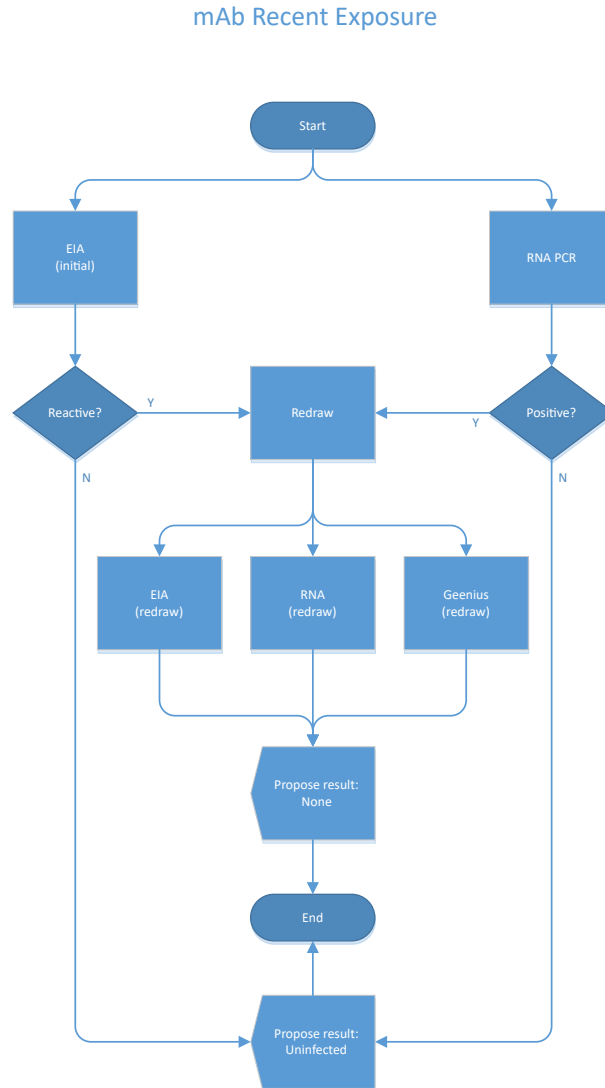 mAb Recent Exposure
Start
EIA
(initial)
RNA PCR
Reactive?
Y
Redraw
Y
Positive?
N
N
EIA
(redraw)
RNA
(redraw)
Geenius
(redraw)
Propose result:
None
End
Propose result:
Uninfected